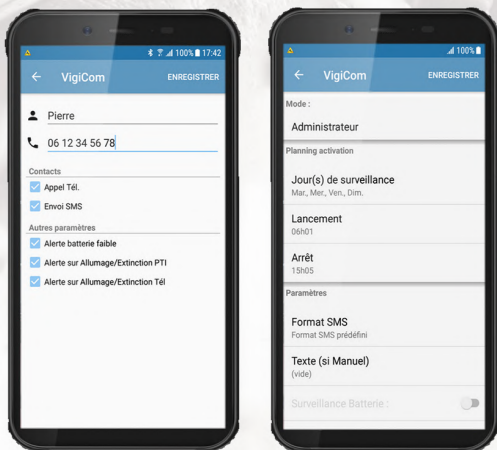 100% 17:42
VigiCom ENREGISTRER
Pierre
06 12 34 56 78
Contacts
Appel Tél.
Envoi SMS
Autres paramètres
Alerte batterie faible
Alerte sur Allumage/Extinction PTI
Alerte sur Allumage/Extinction Tél
100%
VigiCom ENREGISTRER
Mode :
Administrateur
Planning activation
Jour(s) de surveillance
Mar., Mer., Ven., Dim.
Lancement
06h01
Arrêt
15h05
Paramètres
Format SMS
Format SMS prédéfini
Texte (si Manuel)
(vide)
Surveillance Batterie :